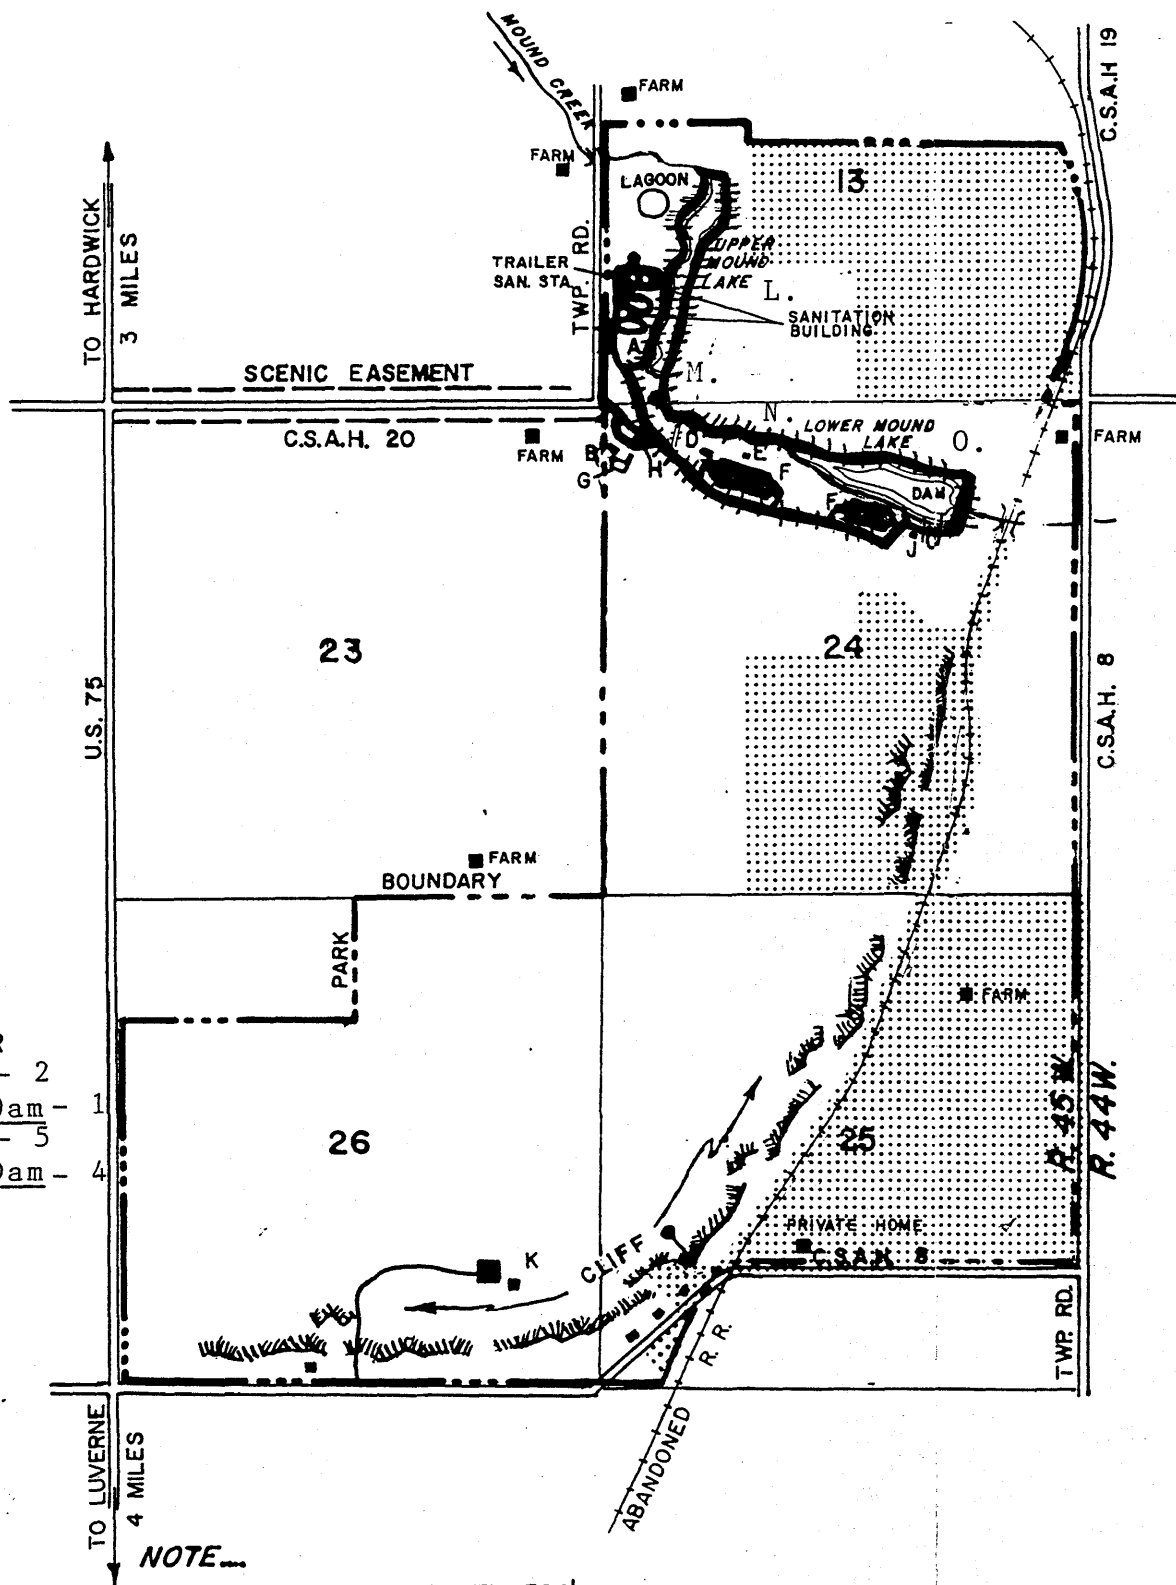 MOUND CREEK
C.S.A.H 19
FARM
FARM
LAGOON
13
TO HARDWICK
3 MILES
TWP. RD.
UPPER
MOUND
LAKE
TRAILER
SAN. STA.
L.
SANITATION
BUILDING
A
SCENIC EASEMENT
M.
N.
C.S.A.H. 20
FARM
B
G
H
D
E
F
LOWER MOUND
LAKE
O.
FARM
DAM
F
J
23
24
U.S. 75
C.S.A.H. 8
FARM
BOUNDARY
PARK
FARM
- 2
am - 1
- 5
am - 4
26
25
R. 45 W.
R. 44 W.
PRIVATE HOME
C.S.A.H. 8
K
CLIFF
TWP. RD.
R. R.
ABANDONED
TO LUVERNE
4 MILES
NOTE....